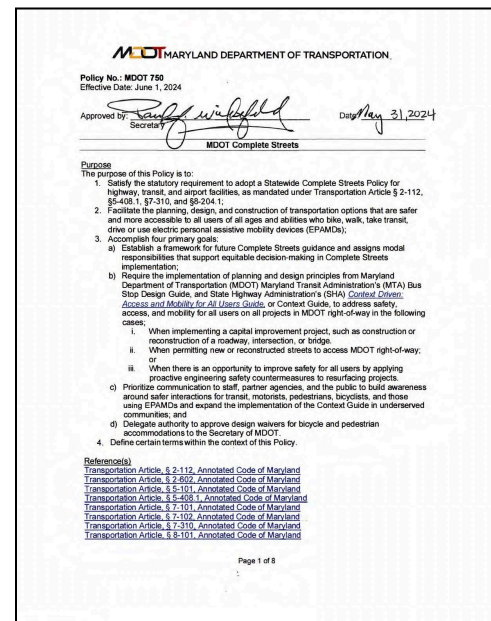 MDOT MARYLAND DEPARTMENT OF TRANSPORTATION
Policy No.: MDOT 750
Effective Date: June 1, 2024
Approved by: Paul J. Wiedefeld Date May 31, 2024
Secretary
MDOT Complete Streets
Purpose
The purpose of this Policy is to:
1. Satisfy the statutory requirement to adopt a Statewide Complete Streets Policy for
highway, transit, and airport facilities, as mandated under Transportation Article § 2-112,
§5-408.1, §7-310, and §8-204.1;
2. Facilitate the planning, design, and construction of transportation options that are safer
and more accessible to all users of all ages and abilities who bike, walk, take transit,
drive or use electric personal assistive mobility devices (EPAMDs);
3. Accomplish four primary goals:
a) Establish a framework for future Complete Streets guidance and assigns modal
responsibilities that support equitable decision-making in Complete Streets
implementation;
b) Require the implementation of planning and design principles from Maryland
Department of Transportation (MDOT) Maryland Transit Administration's (MTA) Bus
Stop Design Guide, and State Highway Administration's (SHA) Context Driven:
Access and Mobility for All Users Guide, or Context Guide, to address safety,
access, and mobility for all users on all projects in MDOT right-of-way in the following
cases;
i. When implementing a capital improvement project, such as construction or
reconstruction of a roadway, intersection, or bridge.
ii. When permitting new or reconstructed streets to access MDOT right-of-way;
or
iii. When there is an opportunity to improve safety for all users by applying
proactive engineering safety countermeasures to resurfacing projects.
c) Prioritize communication to staff, partner agencies, and the public to build awareness
around safer interactions for transit, motorists, pedestrians, bicyclists, and those
using EPAMDs and expand the implementation of the Context Guide in underserved
communities; and
d) Delegate authority to approve design waivers for bicycle and pedestrian
accommodations to the Secretary of MDOT.
4. Define certain terms within the context of this Policy.
Reference(s)
Transportation Article, § 2-112, Annotated Code of Maryland
Transportation Article, § 2-602, Annotated Code of Maryland
Transportation Article, § 5-101, Annotated Code of Maryland
Transportation Article, § 5-408.1, Annotated Code of Maryland
Transportation Article, § 7-101, Annotated Code of Maryland
Transportation Article, § 7-102, Annotated Code of Maryland
Transportation Article, § 7-310, Annotated Code of Maryland
Transportation Article, § 8-101, Annotated Code of Maryland
Page 1 of 8